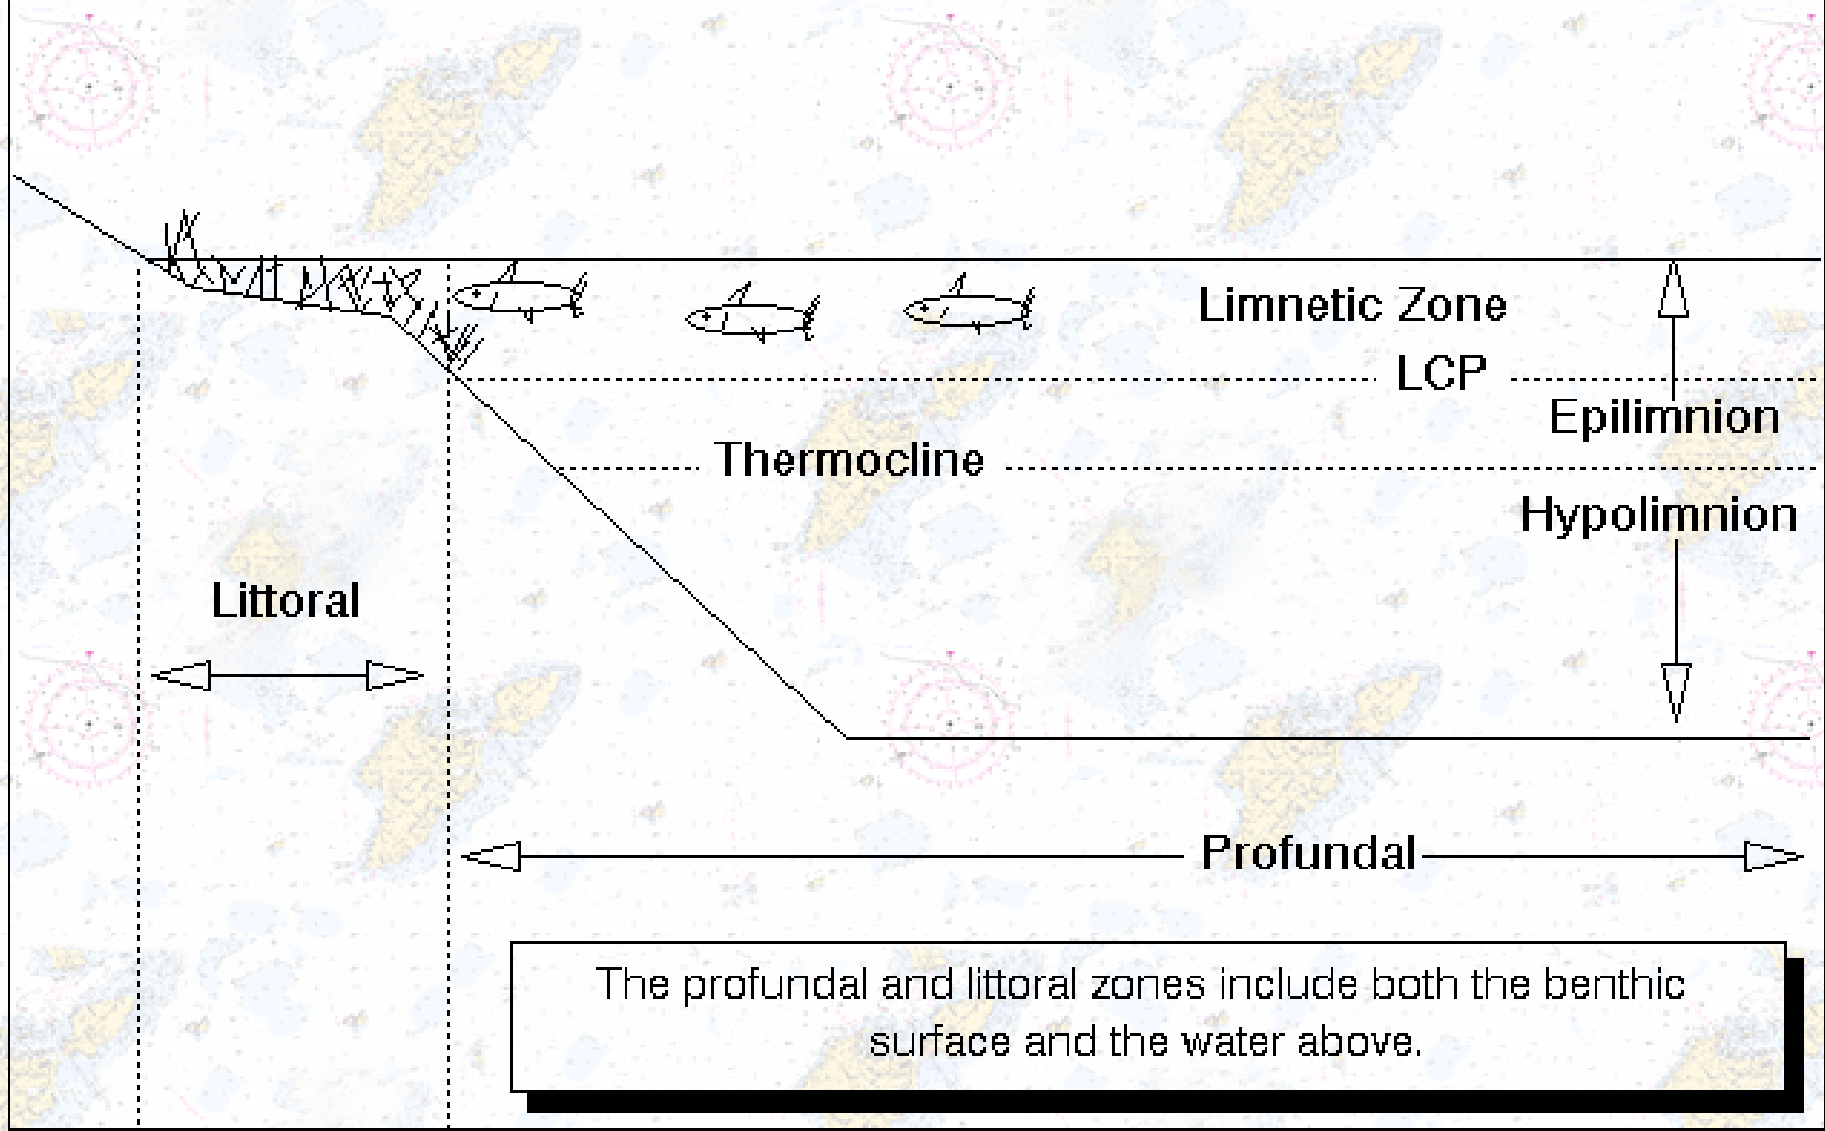 Limnetic Zone
LCP
Epilimnion
Thermocline
Hypolimnion
Littoral
Profundal
The profundal and littoral zones include both the benthic
surface and the water above.